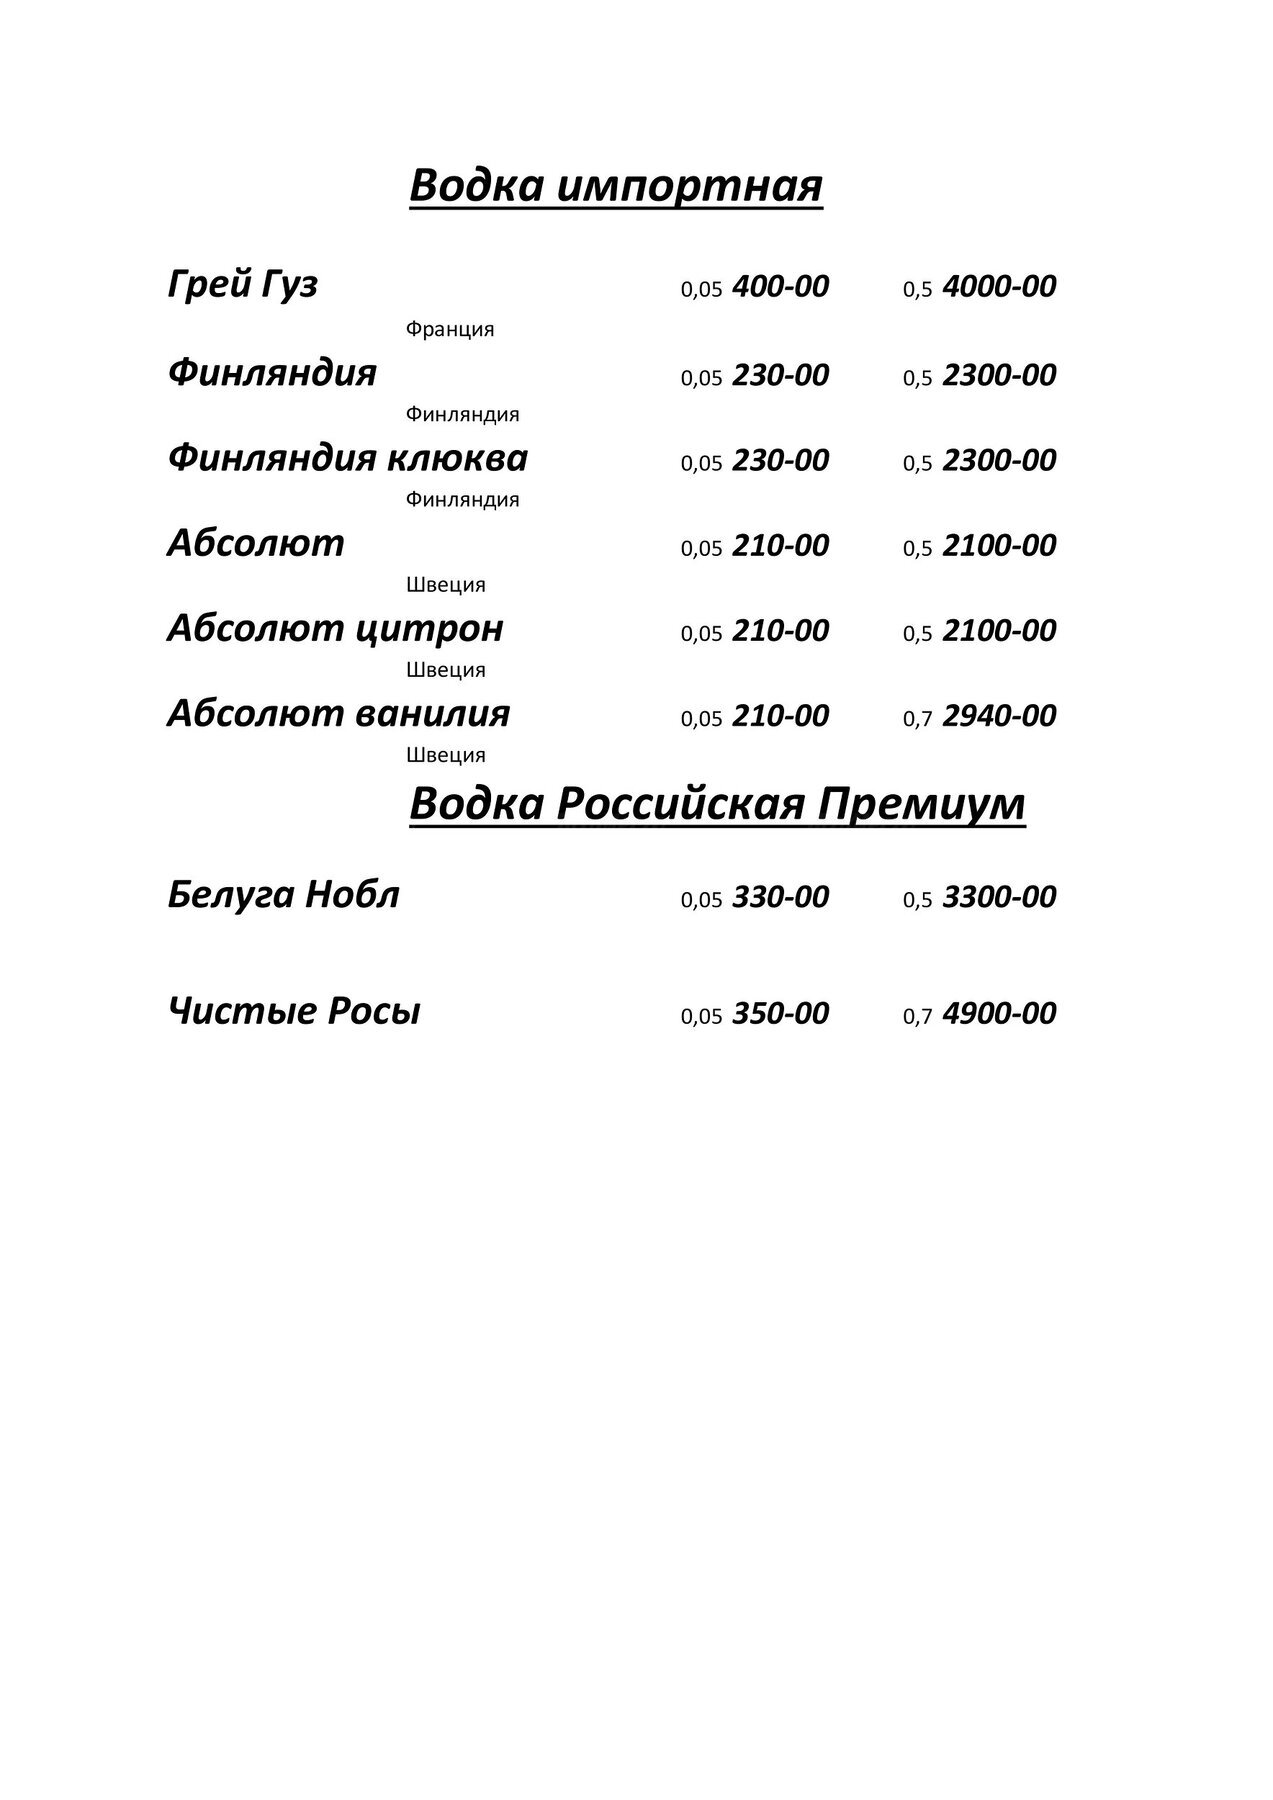 Водка импортная
Грей Гуз 0,05 400-00 0,5 4000-00
Франция
Финляндия 0,05 230-00 0,5 2300-00
Финляндия
Финляндия клюква 0,05 230-00 0,5 2300-00
Финляндия
Абсолют 0,05 210-00 0,5 2100-00
Швеция
Абсолют цитрон 0,05 210-00 0,5 2100-00
Швеция
Абсолют ванилия 0,05 210-00 0,7 2940-00
Швеция
Водка Российская Премиум
Белуга Нобл 0,05 330-00 0,5 3300-00
Чистые Росы 0,05 350-00 0,7 4900-00